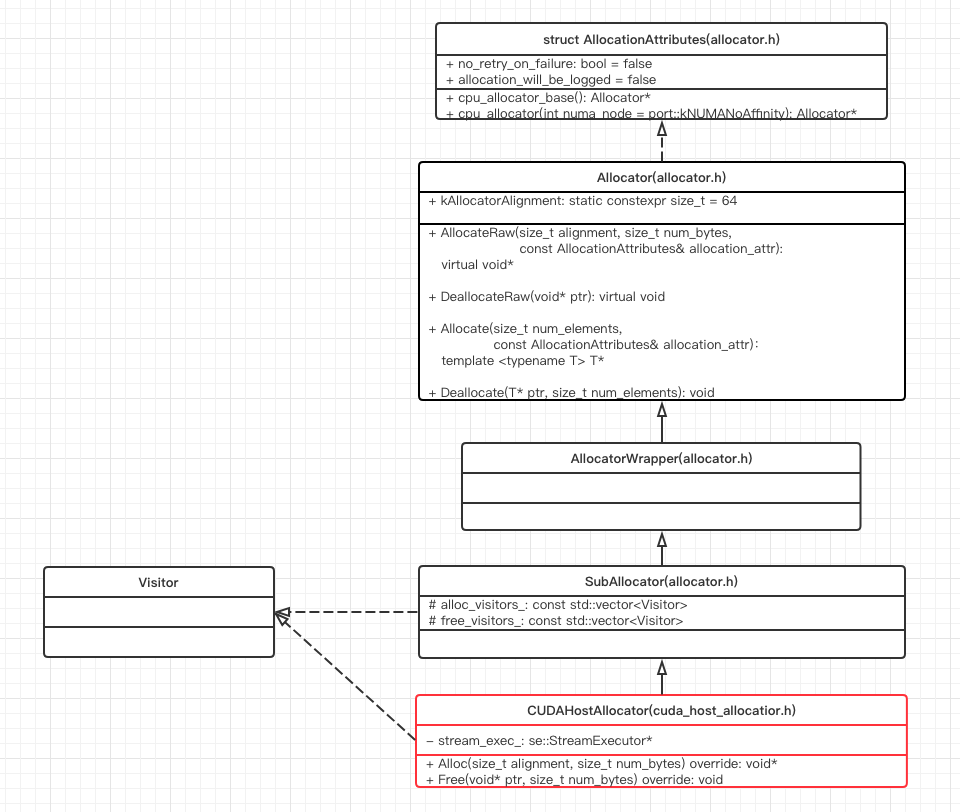 struct AllocationAttributes(allocator.h)
+ no_retry_on_failure: bool = false
+ allocation_will_be_logged = false
+ cpu_allocator_base(): Allocator*
+ cpu_allocator(int numa_node = port::kNUMANoAffinity): Allocator*
Allocator(allocator.h)
+ kAllocatorAlignment: static constexpr size_t = 64
+ AllocateRaw(size_t alignment, size_t num_bytes,
const AllocationAttributes& allocation_attr):
virtual void*
+ DeallocateRaw(void* ptr): virtual void
+ Allocate(size_t num_elements,
const AllocationAttributes& allocation_attr):
template <typename T> T*
+ Deallocate(T* ptr, size_t num_elements): void
AllocatorWrapper(allocator.h)
Visitor
SubAllocator(allocator.h)
# alloc_visitors_: const std::vector<Visitor>
# free_visitors_: const std::vector<Visitor>
CUDAHostAllocator(cuda_host_allocatior.h)
- stream_exec_: se::StreamExecutor*
+ Alloc(size_t alignment, size_t num_bytes) override: void*
+ Free(void* ptr, size_t num_bytes) override: void